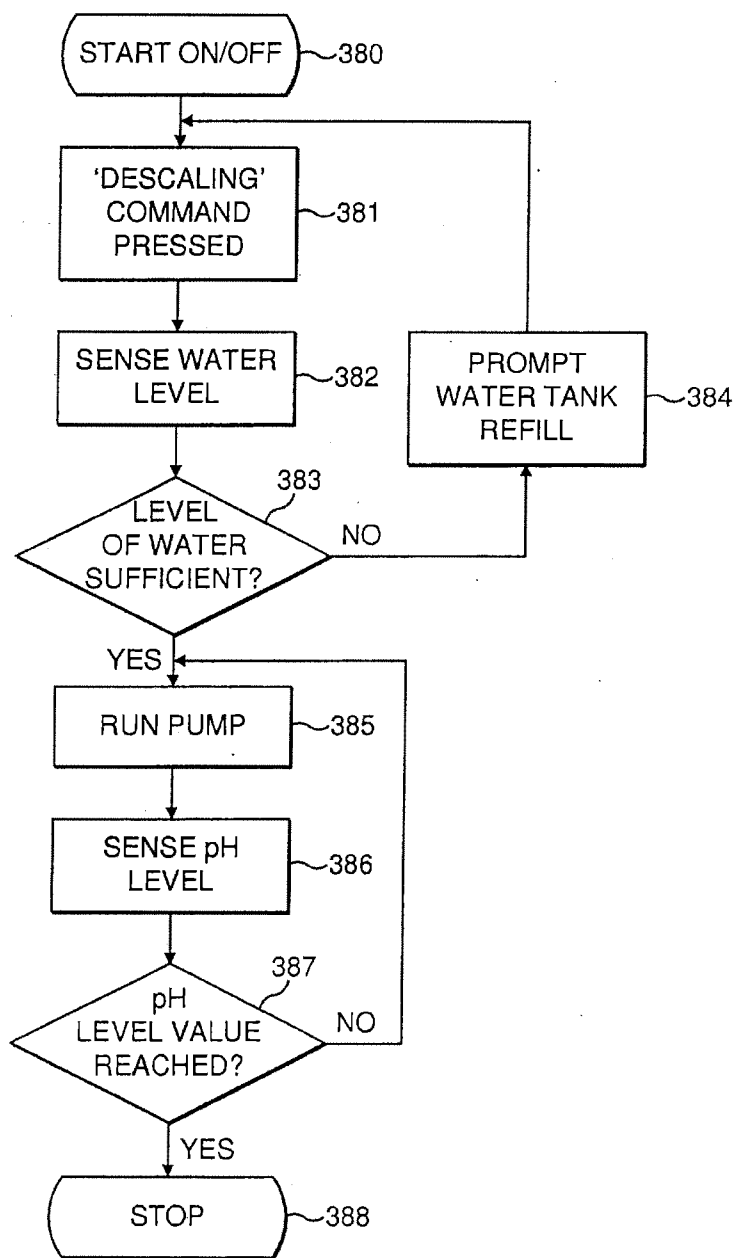 START ON/OFF
380
'DESCALING'
COMMAND
PRESSED
381
SENSE WATER
LEVEL
382
PROMPT
WATER TANK
REFILL
384
383
LEVEL
OF WATER
SUFFICIENT?
NO
YES
RUN PUMP
385
SENSE pH
LEVEL
386
387
pH
LEVEL VALUE
REACHED?
NO
YES
STOP
388